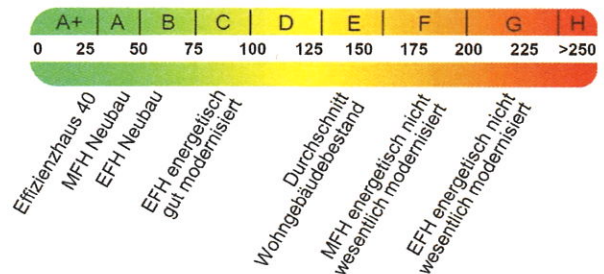 A+ A B C D E F G H
0 25 50 75 100 125 150 175 200 225 >250
Effizienzhaus 40
MFH Neubau
EFH Neubau
EFH energetisch
gut modernisiert
Durchschnitt
Wohngebäudebestand
MFH energetisch nicht
wesentlich modernisiert
EFH energetisch nicht
wesentlich modernisiert